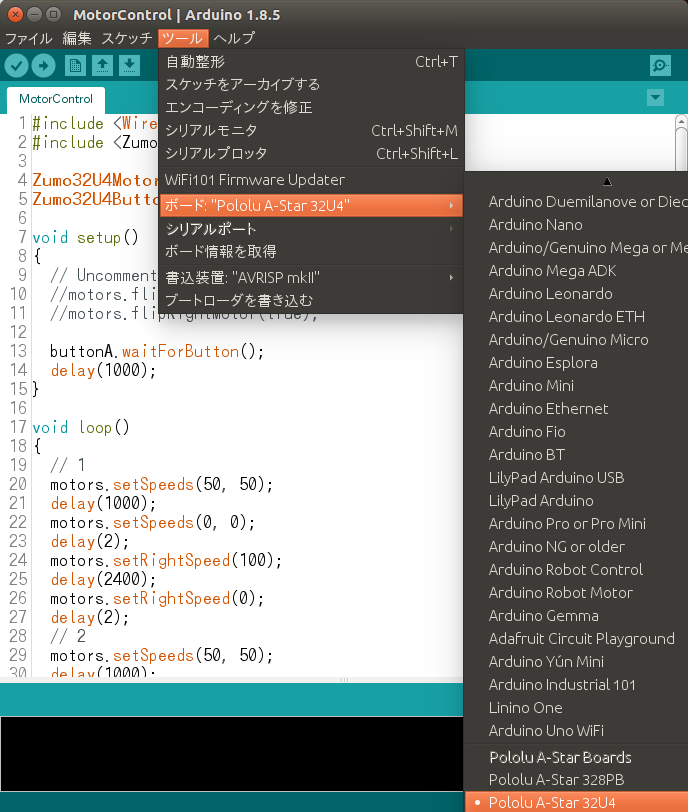 MotorControl | Arduino 1.8.5
ファイル 編集 スケッチ ツール ヘルプ
MotorControl
自動整形 Ctrl+T
スケッチをアーカイブする
エンコーディングを修正
シリアルモニタ Ctrl+Shift+M
シリアルプロッタ Ctrl+Shift+L
WiFi101 Firmware Updater
ボード: "Pololu A-Star 32U4"
シリアルポート
ボード情報を取得
書込装置: "AVRISP mkII"
ブートローダを書き込む
Arduino Duemilanove or Diec
Arduino Nano
Arduino/Genuino Mega or Me
Arduino Mega ADK
Arduino Leonardo
Arduino Leonardo ETH
Arduino/Genuino Micro
Arduino Esplora
Arduino Mini
Arduino Ethernet
Arduino Fio
Arduino BT
LilyPad Arduino USB
LilyPad Arduino
Arduino Pro or Pro Mini
Arduino NG or older
Arduino Robot Control
Arduino Robot Motor
Arduino Gemma
Adafruit Circuit Playground
Arduino Yún Mini
Arduino Industrial 101
Linino One
Arduino Uno WiFi
Pololu A-Star Boards
Pololu A-Star 328PB
Pololu A-Star 32U4
1 #include <Wire
2 #include <Zumo
3
4 Zumo32U4Motor
5 Zumo32U4Butto
6
7 void setup()
8 {
9 // Uncomment
10 //motors.flip
11 //motors.flipRightMotor(true);
12
13 buttonA.waitForButton();
14 delay(1000);
15 }
16
17 void loop()
18 {
19 // 1
20 motors.setSpeeds(50, 50);
21 delay(1000);
22 motors.setSpeeds(0, 0);
23 delay(2);
24 motors.setRightSpeed(100);
25 delay(2400);
26 motors.setRightSpeed(0);
27 delay(2);
28 // 2
29 motors.setSpeeds(50, 50);
30 delay(1000);